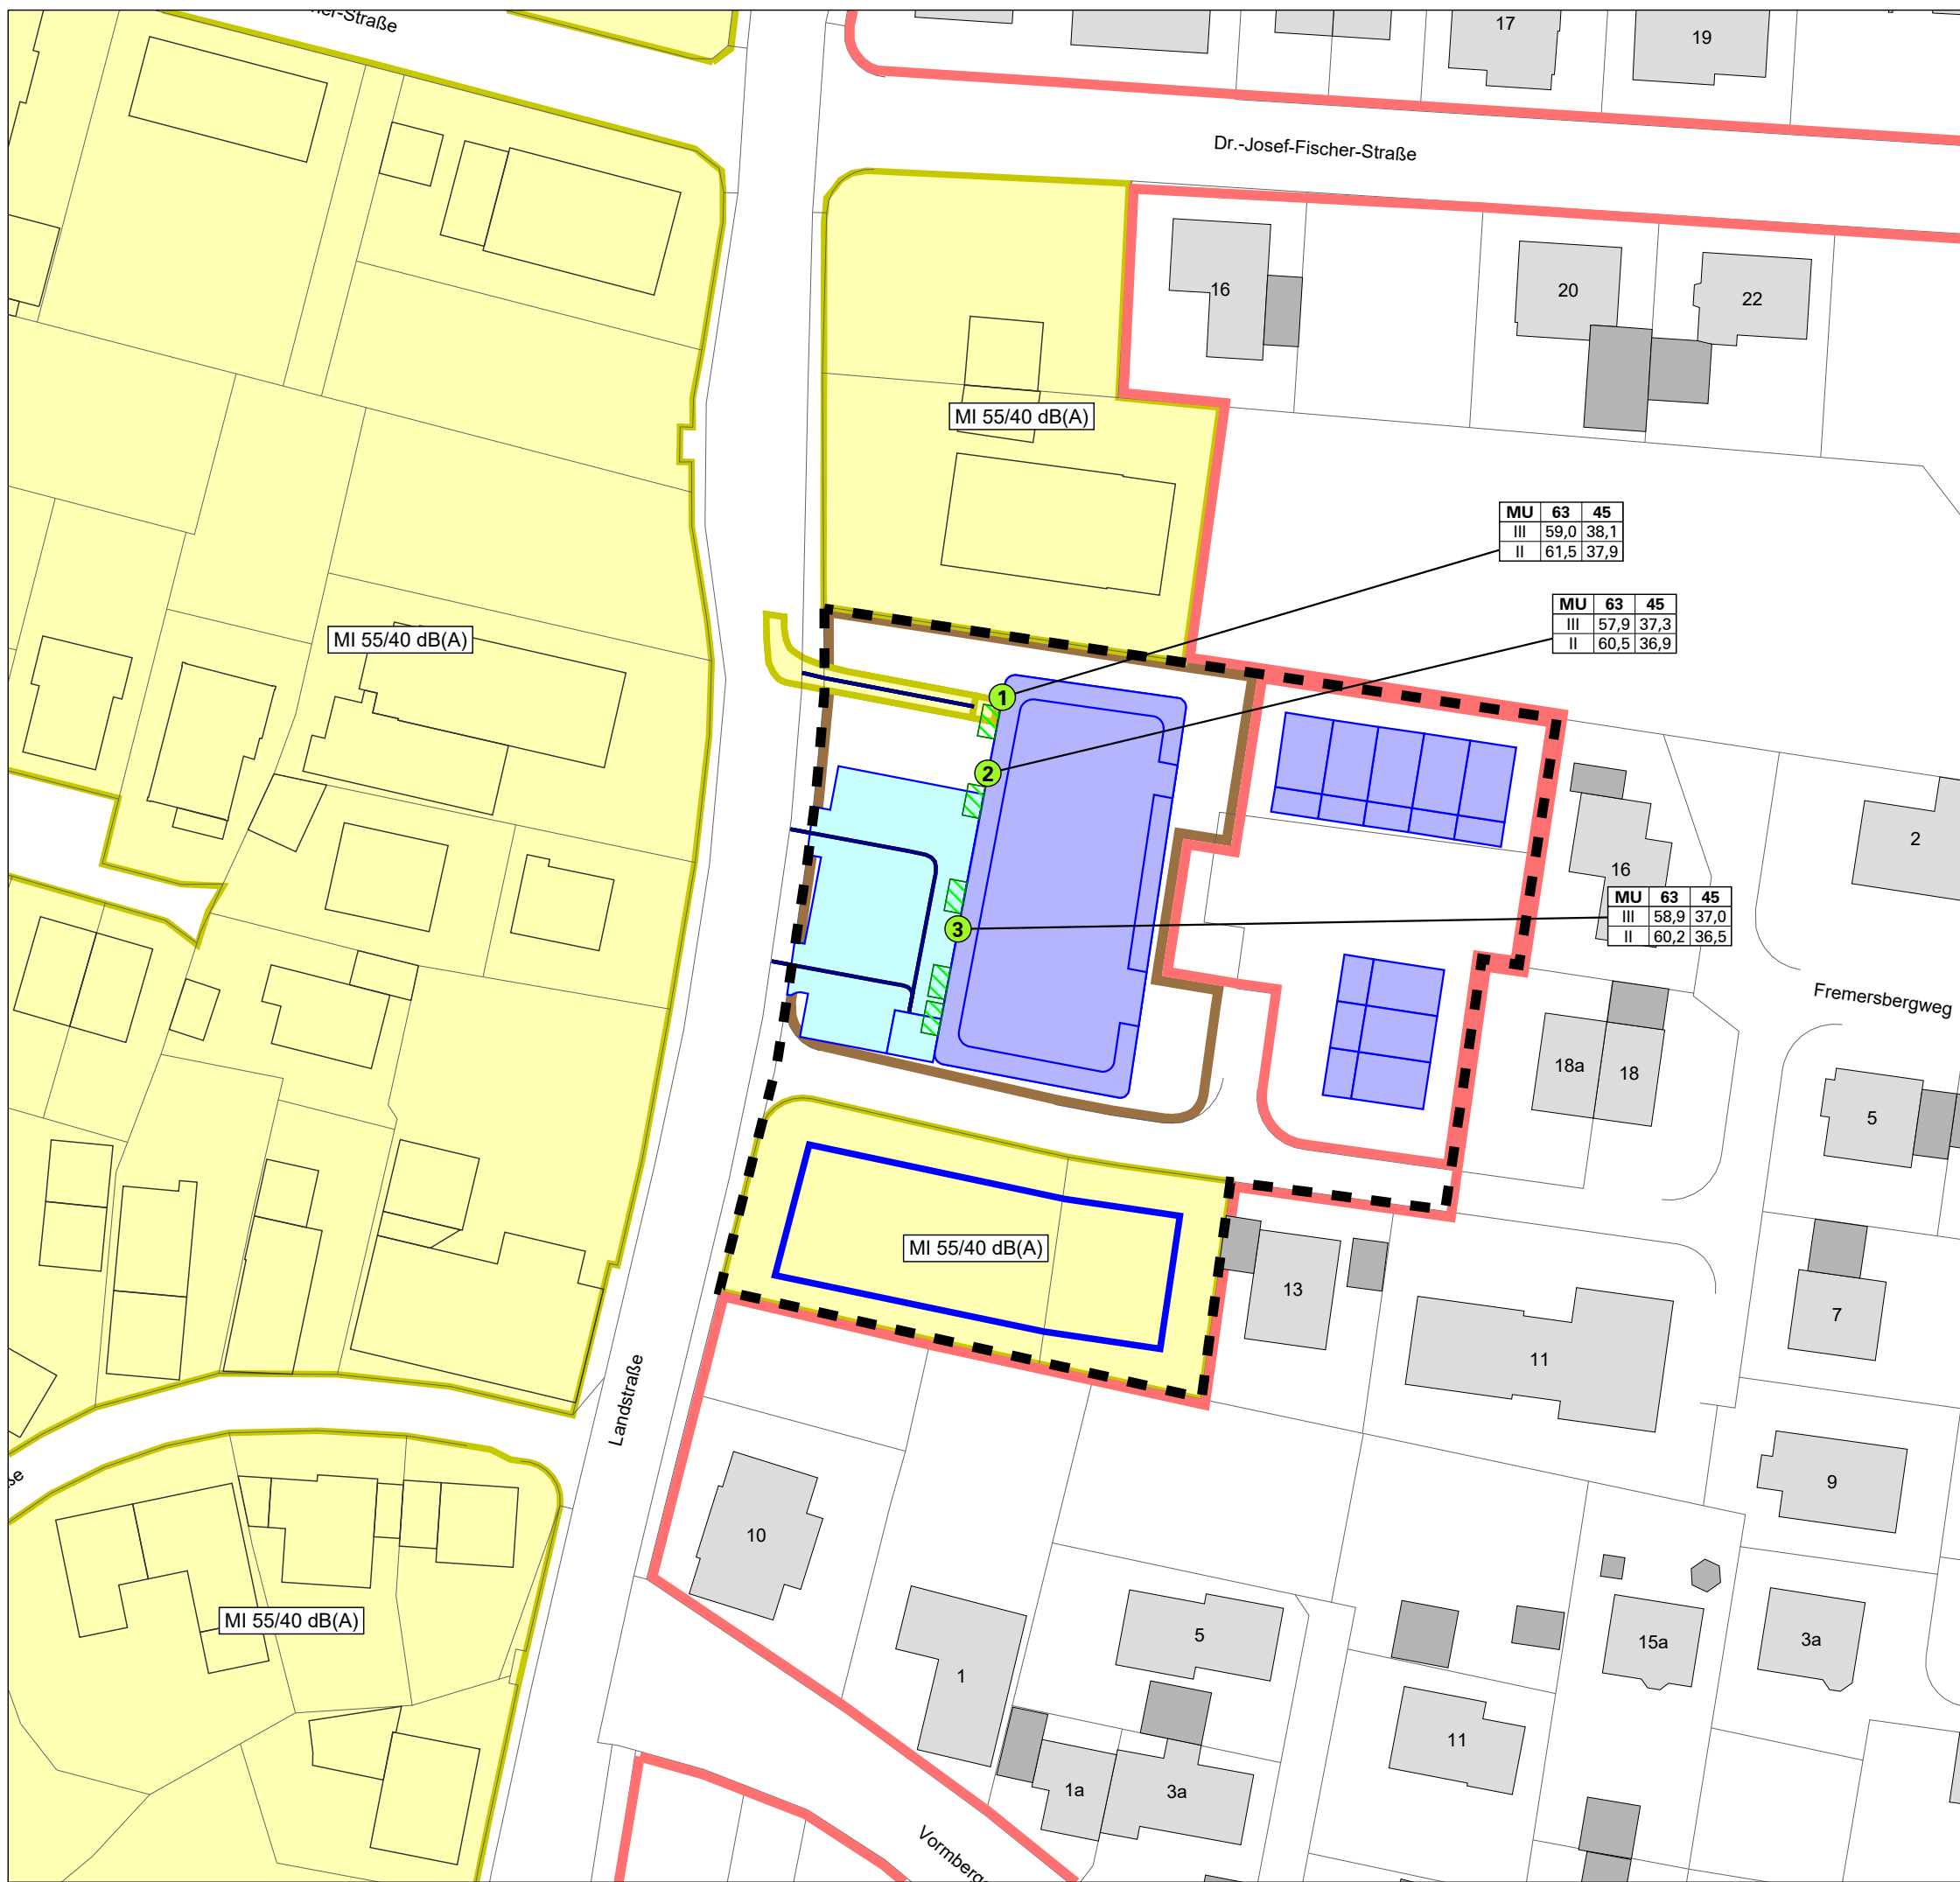 er-Straße
17
19
Dr.-Josef-Fischer-Straße
16
20
22
MI 55/40 dB(A)
MU 63 45
III 59,0 38,1
II 61,5 37,9
MU 63 45
III 57,9 37,3
II 60,5 36,9
MI 55/40 dB(A)
1
2
2
16
MU 63 45
III 58,9 37,0
II 60,2 36,5
3
Fremersbergweg
18a
18
5
MI 55/40 dB(A)
13
7
11
Landstraße
9
ße
10
MI 55/40 dB(A)
5
15a
3a
1
11
1a
3a
Vormberge